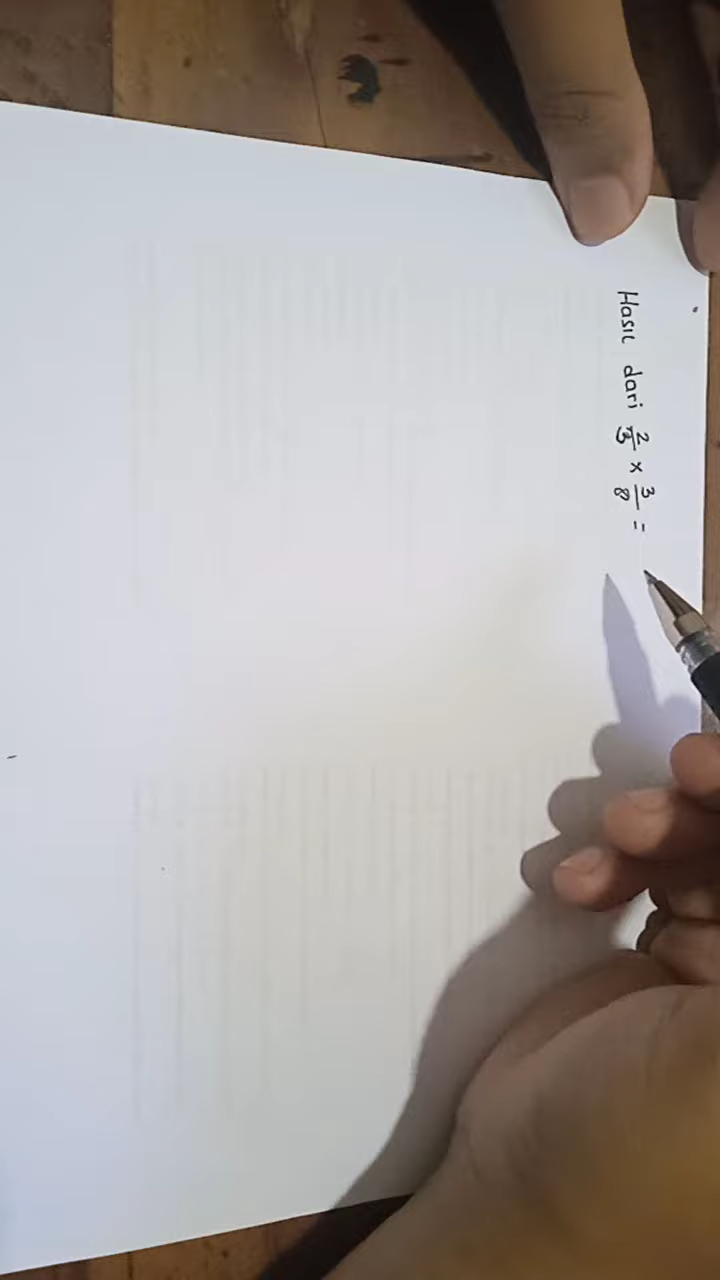 Hasil dari 2/3 x 3/8 =